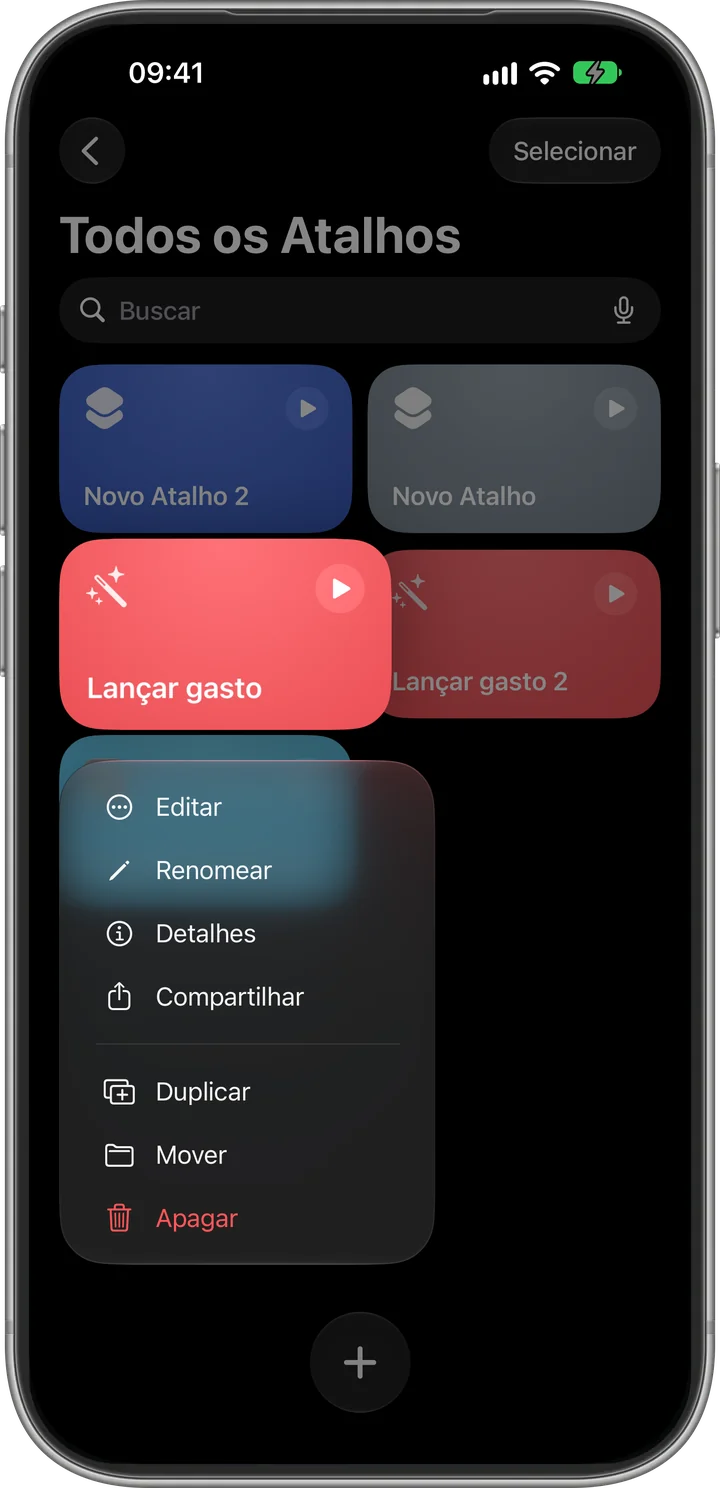 09:41
Selecionar
Todos os Atalhos
Buscar
Novo Atalho 2
Novo Atalho
Lançar gasto
Lançar gasto 2
Editar
Renomear
Detalhes
Compartilhar
Duplicar
Mover
Apagar